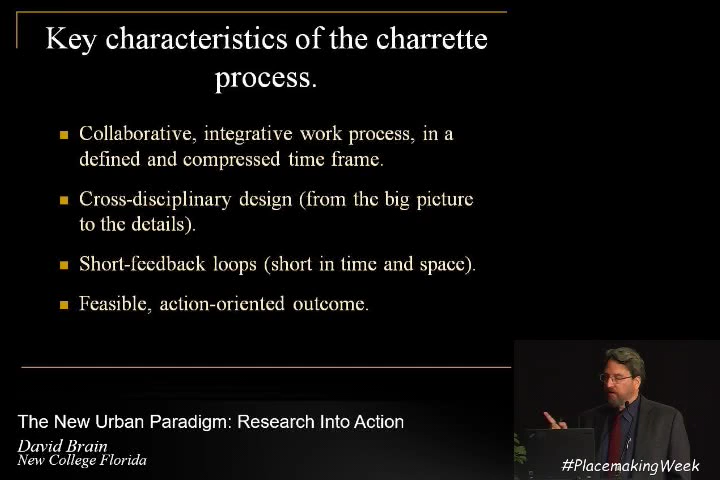 Key characteristics of the charrette
process.
Collaborative, integrative work process, in a
defined and compressed time frame.
Cross-disciplinary design (from the big picture
to the details).
Short-feedback loops (short in time and space).
Feasible, action-oriented outcome.
The New Urban Paradigm: Research Into Action
David Brain
New College Florida
#PlacemakingWeek